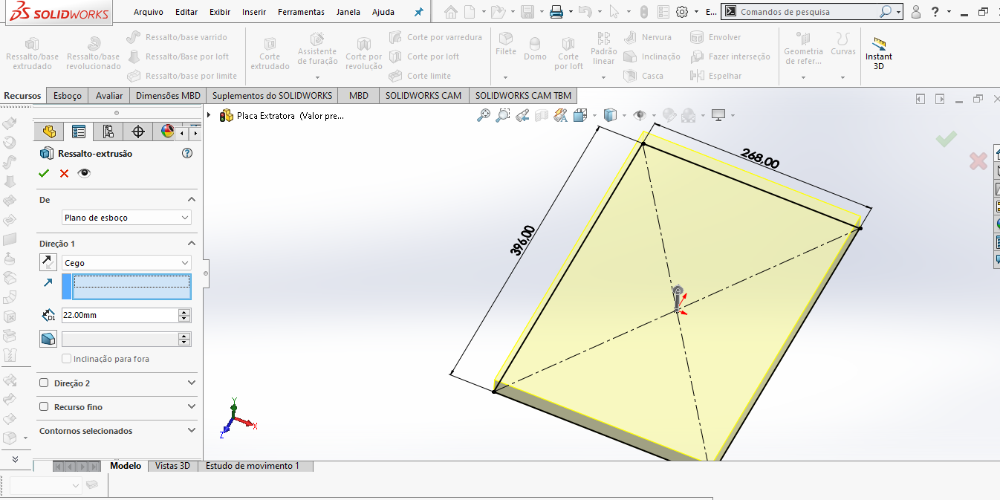 SOLIDWORKS
Arquivo Editar Exibir Inserir Ferramentas Janela Ajuda
E...
Comandos de pesquisa
?
Ressalto/base extrudado
Ressalto/base revolucionado
Ressalto/base varrido
Ressalto/Base por loft
Ressalto/base por limite
Corte extrudado
Assistente de furação
Corte por revolução
Corte por varredura
Corte por loft
Corte limite
Filete
Domo
Corte por loft
Padrão linear
Nervura
Inclinação
Casca
Envolver
Fazer interseção
Espelhar
Geometria de refer...
Curvas
Instant 3D
Recursos Esboço Avaliar Dimensões MBD Suplementos do SOLIDWORKS MBD SOLIDWORKS CAM SOLIDWORKS CAM TBM
Placa Extratora (Valor pre...
Ressalto-extrusão
?
De
Plano de esboço
Direção 1
Cego
D1
22.00mm
Inclinação para fora
Direção 2
Recurso fino
Contornos selecionados
268,00
396,00
Y
X
Z
Modelo Vistas 3D Estudo de movimento 1